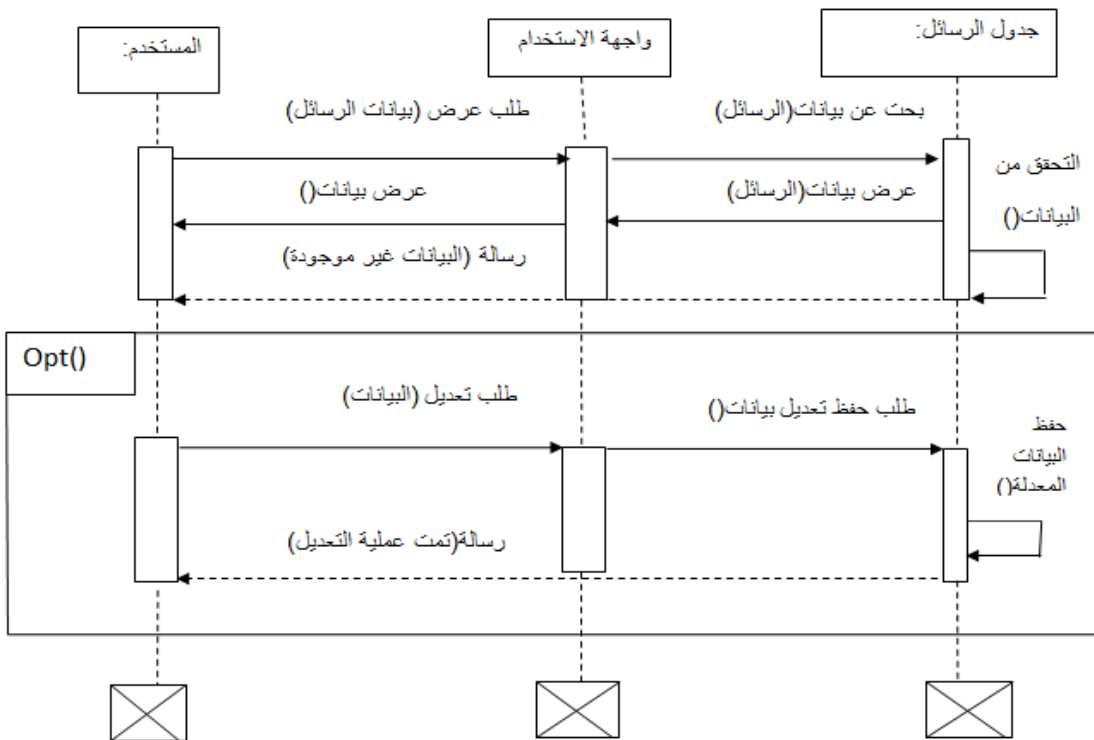 المستخدم:
واجهة الاستخدام
جدول الرسائل:
طلب عرض (بيانات الرسائل)
بحت عن بيانات(الرسائل)
التحقق من
البيانات()
عرض بيانات()
عرض بيانات(الرسائل)
رسالة (البيانات غير موجودة)
Opt()
طلب تعديل (البيانات)
طلب حفظ تعديل بيانات()
حفظ
البيانات
المعدلة()
رسالة(تمت عملية التعديل)